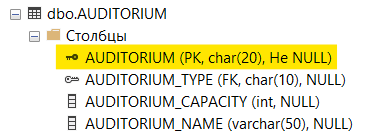 dbo.AUDITORIUM
Столбцы
AUDITORIUM (PK, char(20), Не NULL)
AUDITORIUM_TYPE (FK, char(10), NULL)
AUDITORIUM_CAPACITY (int, NULL)
AUDITORIUM_NAME (varchar(50), NULL)